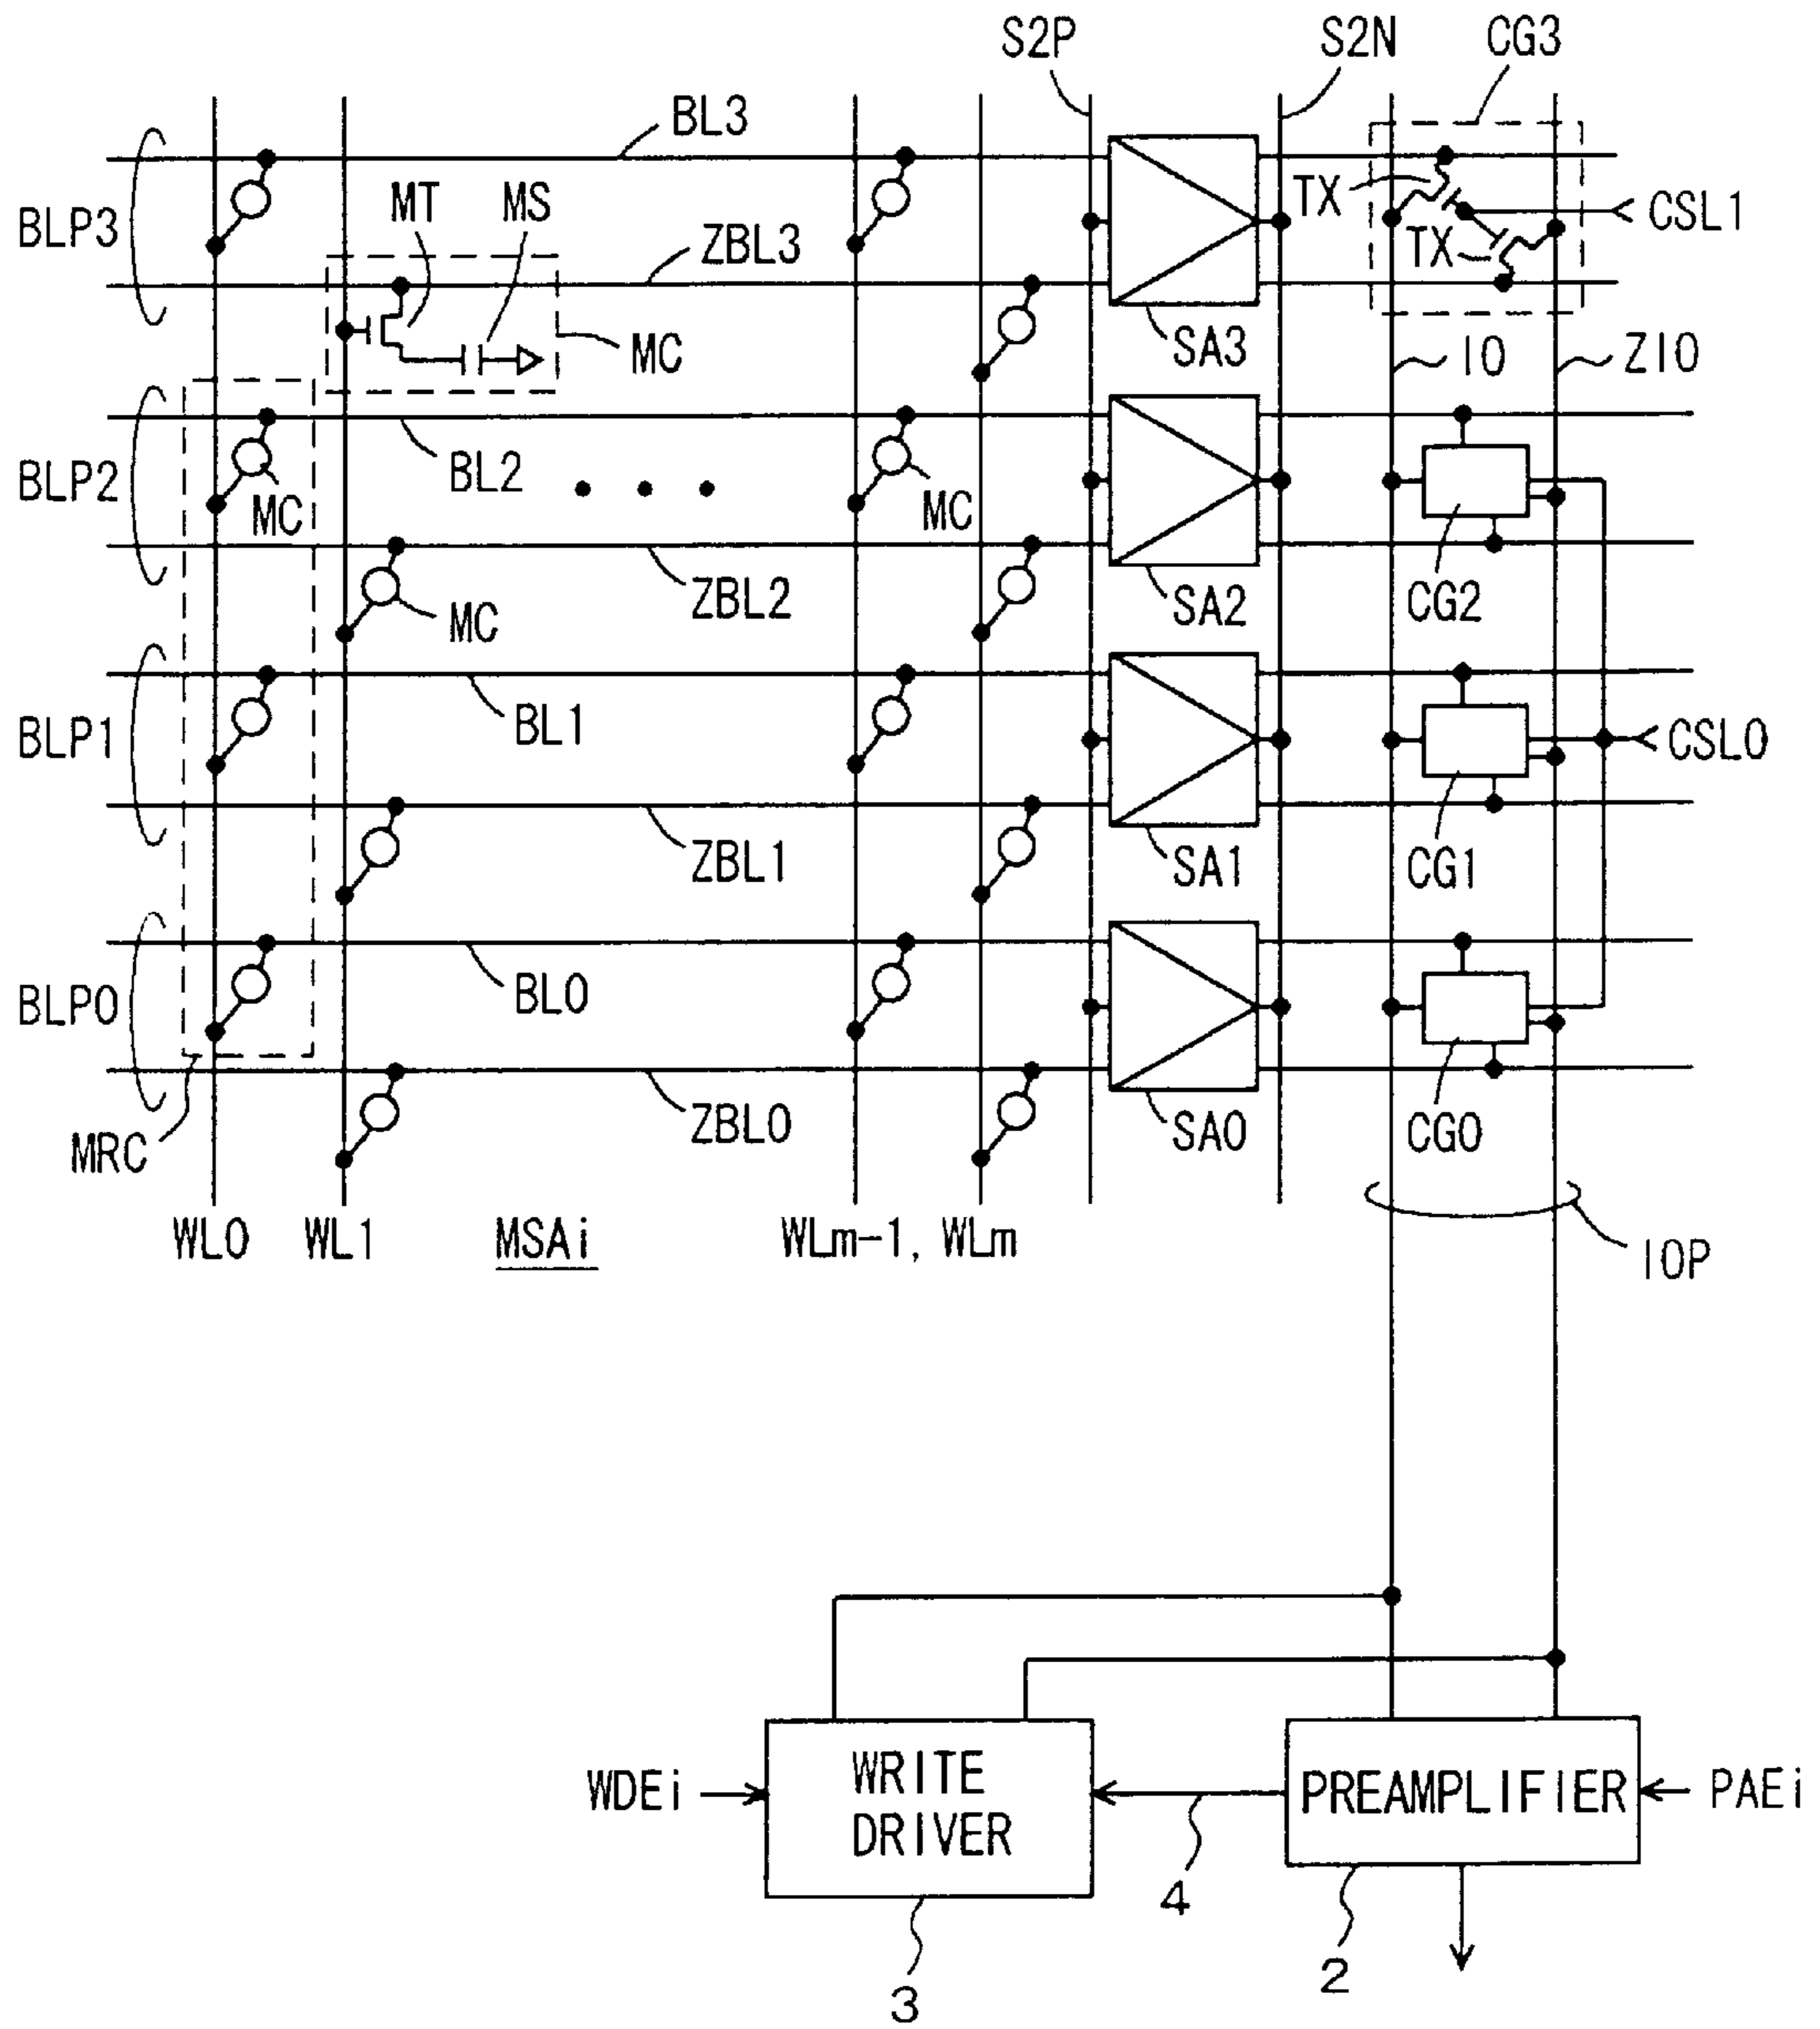 S2P
S2N
CG3
BL3
BLP3
MT
MS
ZBL3
TX
CSL1
TX
MC
SA3
IO
ZIO
BLP2
MC
BL2
MC
ZBL2
MC
SA2
CG2
BLP1
BL1
CSL0
ZBL1
SA1
CG1
BLP0
BL0
ZBL0
SA0
CG0
MRC
WL0
WL1
MSAi
WLm-1, WLm
IOP
WDEi
WRITE
DRIVER
PREAMPLIFIER
PAEi
4
3
2